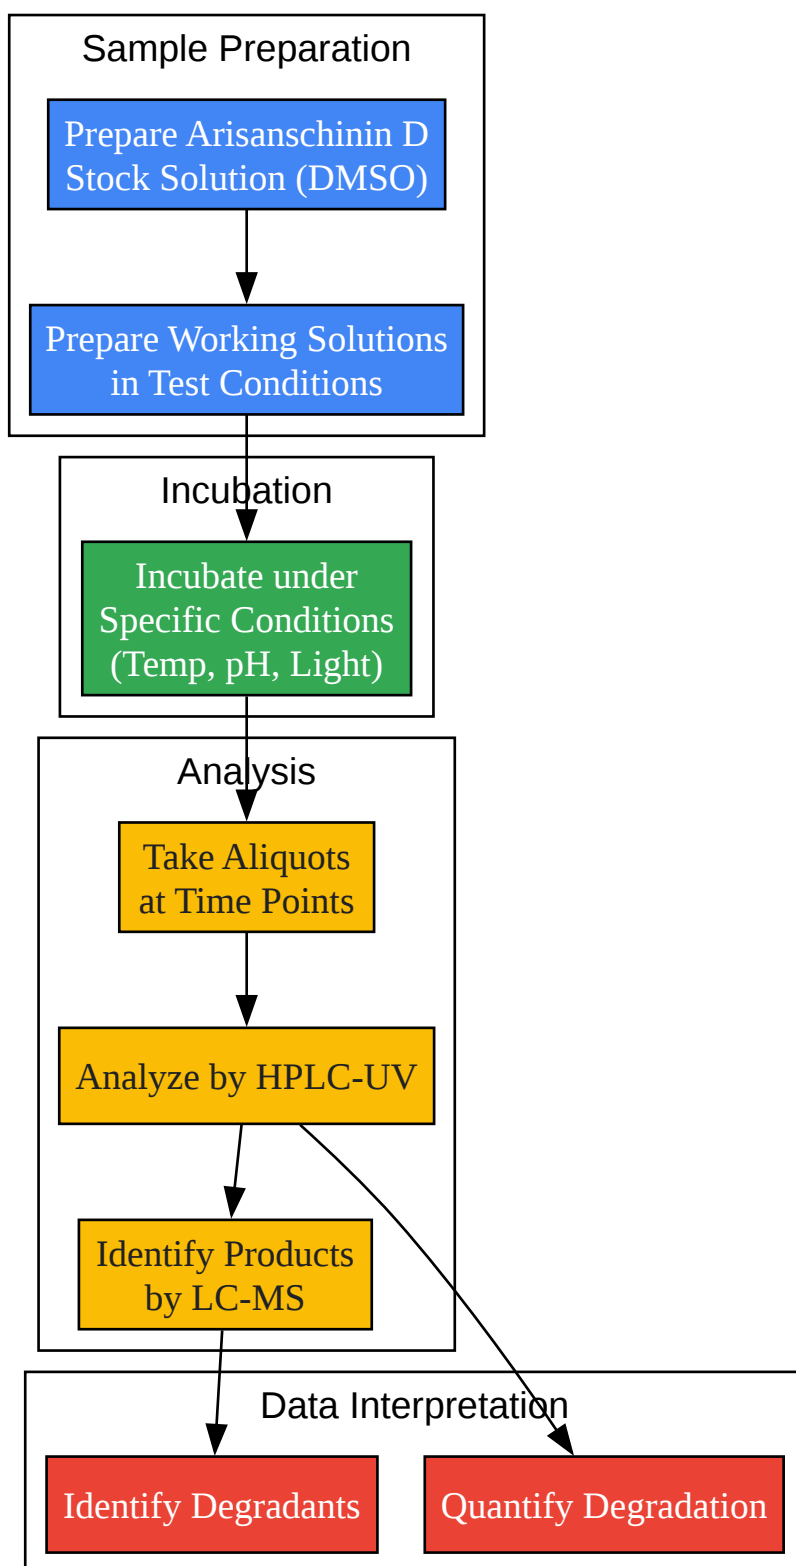 Sample Preparation
Prepare Arisanschinin D
Stock Solution (DMSO)
Prepare Working Solutions
in Test Conditions
Incubation
Incubate under
Specific Conditions
(Temp, pH, Light)
Analysis
Take Aliquots
at Time Points
Analyze by HPLC-UV
Identify Products
by LC-MS
Data Interpretation
Identify Degradants
Quantify Degradation